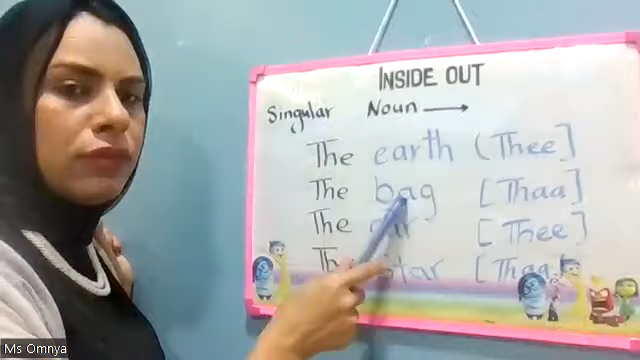 INSIDE OUT
Singular Noun →
The earth (Thee]
The bag [Thaa]
The [Thee]
star [Thaa
Ms Omnya